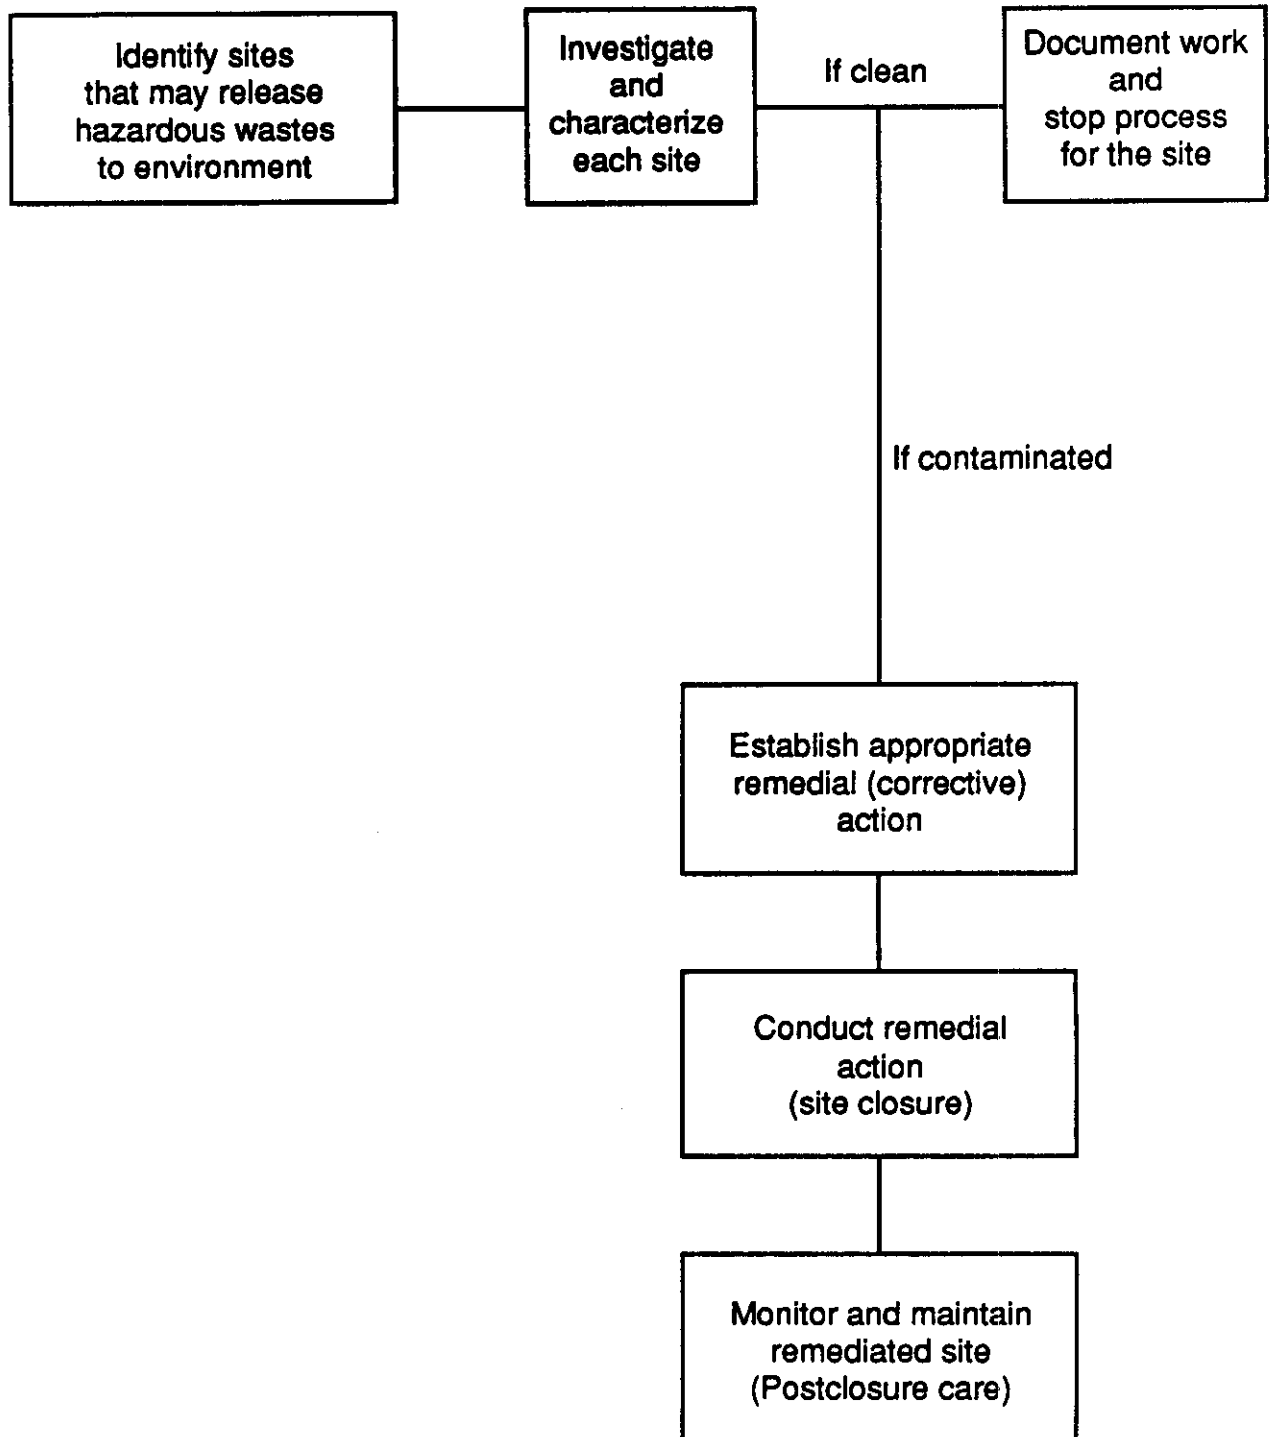 Identify sites
that may release
hazardous wastes
to environment
Investigate
and
characterize
each site
If clean
Document work
and
stop process
for the site
If contaminated
Establish appropriate
remedial (corrective)
action
Conduct remedial
action
(site closure)
Monitor and maintain
remediated site
(Postclosure care)